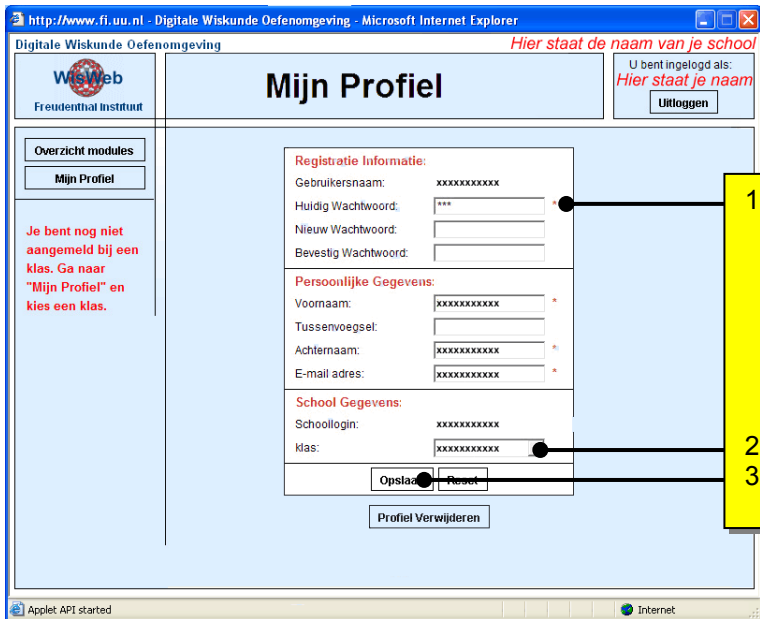 http://www.fi.uu.nl - Digitale Wiskunde Oefenomgeving - Microsoft Internet Explorer
Digitale Wiskunde Oefenomgeving
Hier staat de naam van je school
WisWeb
Freudenthal Instituut
Mijn Profiel
U bent ingelogd als:
Hier staat je naam
Uitloggen
Overzicht modules
Mijn Profiel
Je bent nog niet
aangemeld bij een
klas. Ga naar
"Mijn Profiel" en
kies een klas.
Registratie Informatie:
Gebruikersnaam: xxxxxxxxxxx
Huidig Wachtwoord: *** *
1
Nieuw Wachtwoord:
Bevestig Wachtwoord:
Persoonlijke Gegevens:
Voornaam: xxxxxxxxxxx *
Tussenvoegsel:
Achternaam: xxxxxxxxxxx *
E-mail adres: xxxxxxxxxxx *
School Gegevens:
Schoollogin: xxxxxxxxxxx
klas: xxxxxxxxxxx
2
Opslaan Reset
3
Profiel Verwijderen
Applet API started
Internet